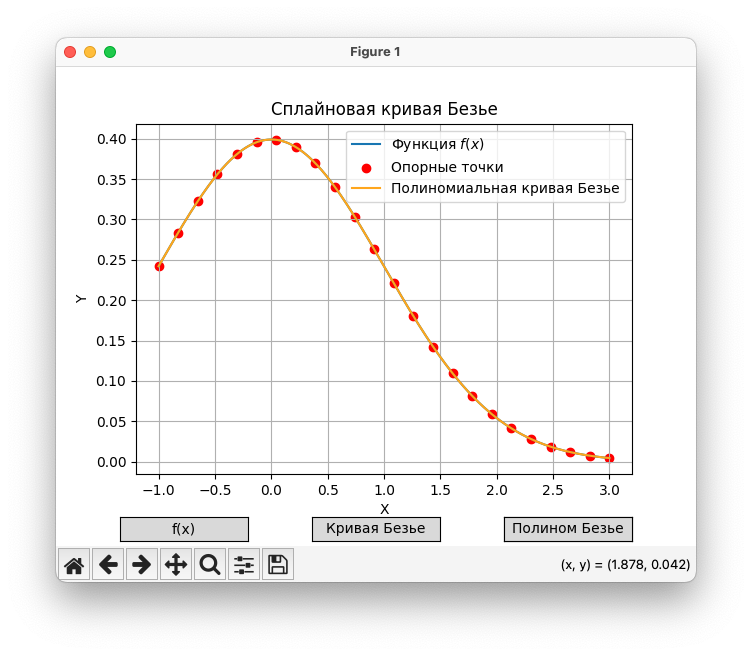 Figure 1
Сплайновая кривая Безье
Функция f(x)
Опорные точки
Полиномиальная кривая Безье
0.40
0.35
0.30
0.25
0.20
0.15
0.10
0.05
0.00
Y
−1.0 −0.5 0.0 0.5 1.0 1.5 2.0 2.5 3.0
X
f(x) Кривая Безье Полином Безье
(x, y) = (1.878, 0.042)